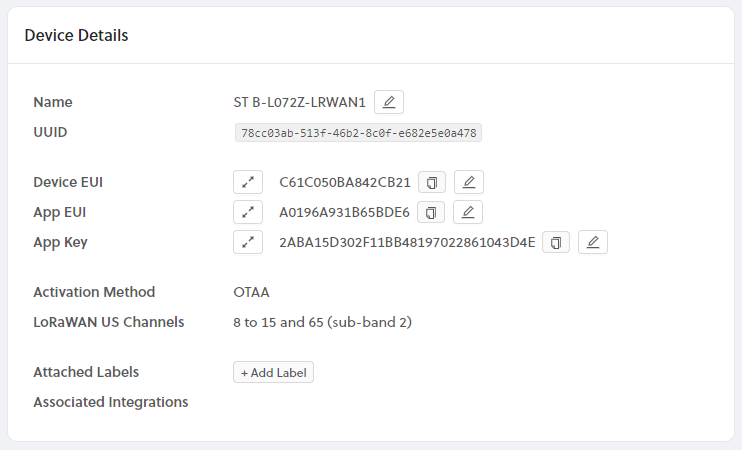 Device Details
Name ST B-L072Z-LRWAN1
UUID 78cc03ab-513f-46b2-8c0f-e682e5e0a478
Device EUI C61C050BA842CB21
App EUI A0196A931B65BDE6
App Key 2ABA15D302F11BB48197022861043D4E
Activation Method OTAA
LoRaWAN US Channels 8 to 15 and 65 (sub-band 2)
Attached Labels + Add Label
Associated Integrations